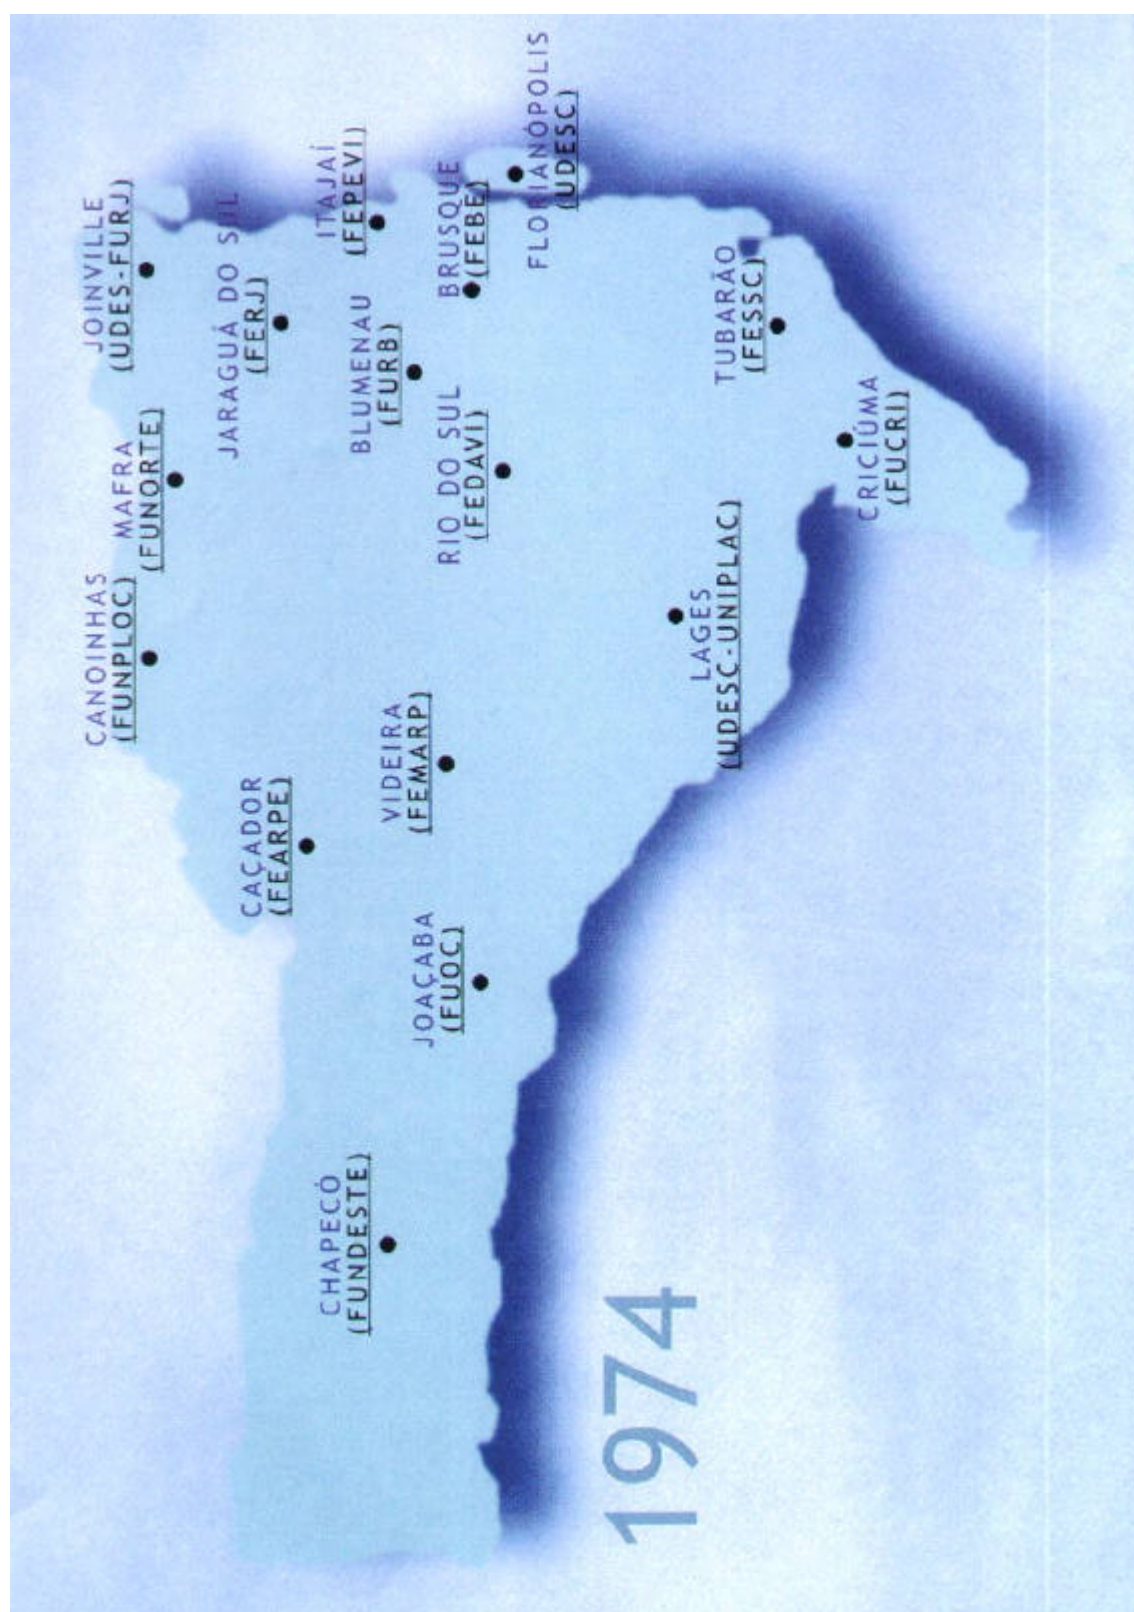 CANOINHAS
(FUNPLOC)
MAFRA
(FUNORTE)
JOINVILLE
(UDES-FURJ)
JARAGUÁ DO SUL
(FERJ)
CAÇADOR
(FEARPE)
ITAJAÍ
(FEPEVI)
CHAPECÓ
(FUNDESTE)
BLUMENAU
(FURB)
VIDEIRA
(FEMARP)
JOAÇABA
(FUOC)
RIO DO SUL
(FEDAVI)
BRUSQUE
(FEBE)
FLORIANÓPOLIS
(UDESC)
1974
LAGES
(UDESC-UNIPLAC)
TUBARÃO
(FESSC)
CRICIÚMA
(FUCRI)